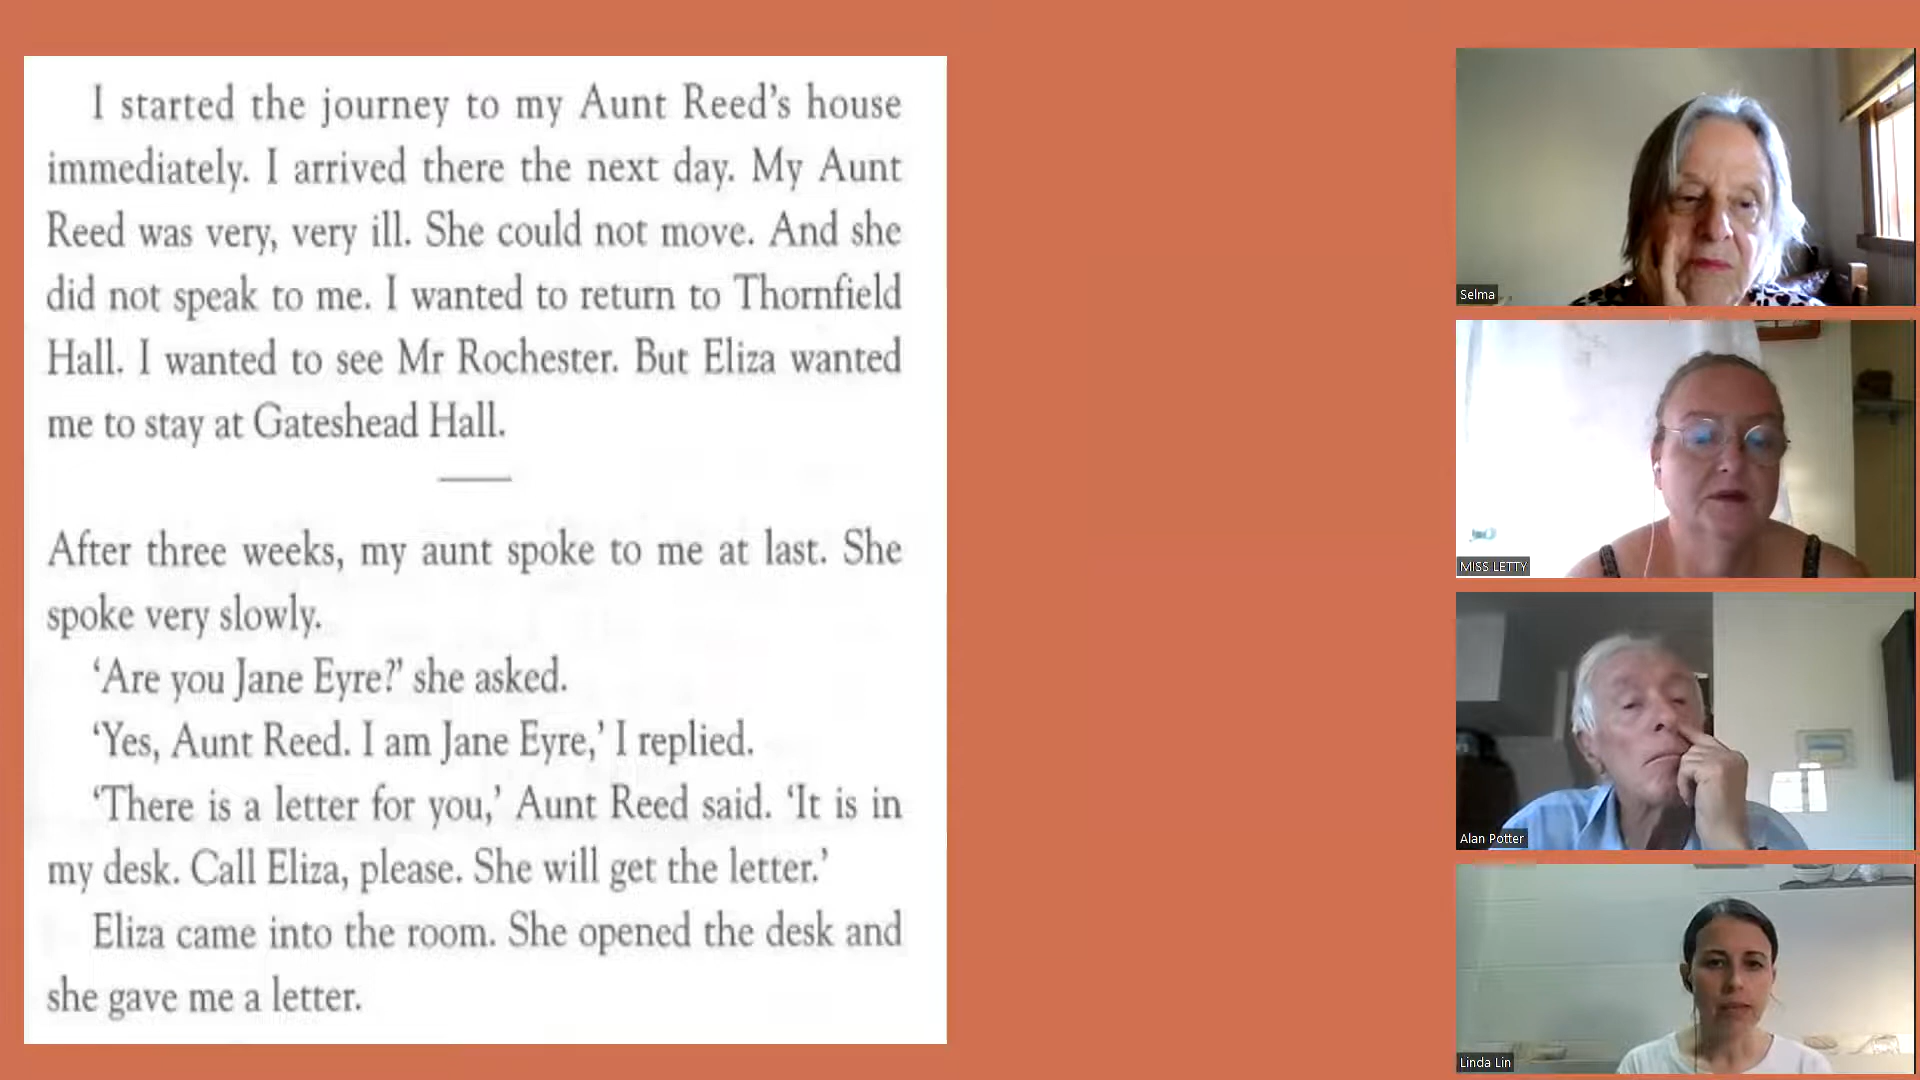 I started the journey to my Aunt Reed's house
immediately. I arrived there the next day. My Aunt
Reed was very, very ill. She could not move. And she
did not speak to me. I wanted to return to Thornfield
Hall. I wanted to see Mr Rochester. But Eliza wanted
me to stay at Gateshead Hall.
After three weeks, my aunt spoke to me at last. She
spoke very slowly.
‘Are you Jane Eyre?’ she asked.
‘Yes, Aunt Reed. I am Jane Eyre,’ I replied.
‘There is a letter for you,’ Aunt Reed said. ‘It is in
my desk. Call Eliza, please. She will get the letter.’
Eliza came into the room. She opened the desk and
she gave me a letter.
Selma
MISS LETTY
Alan Potter
Linda Lin